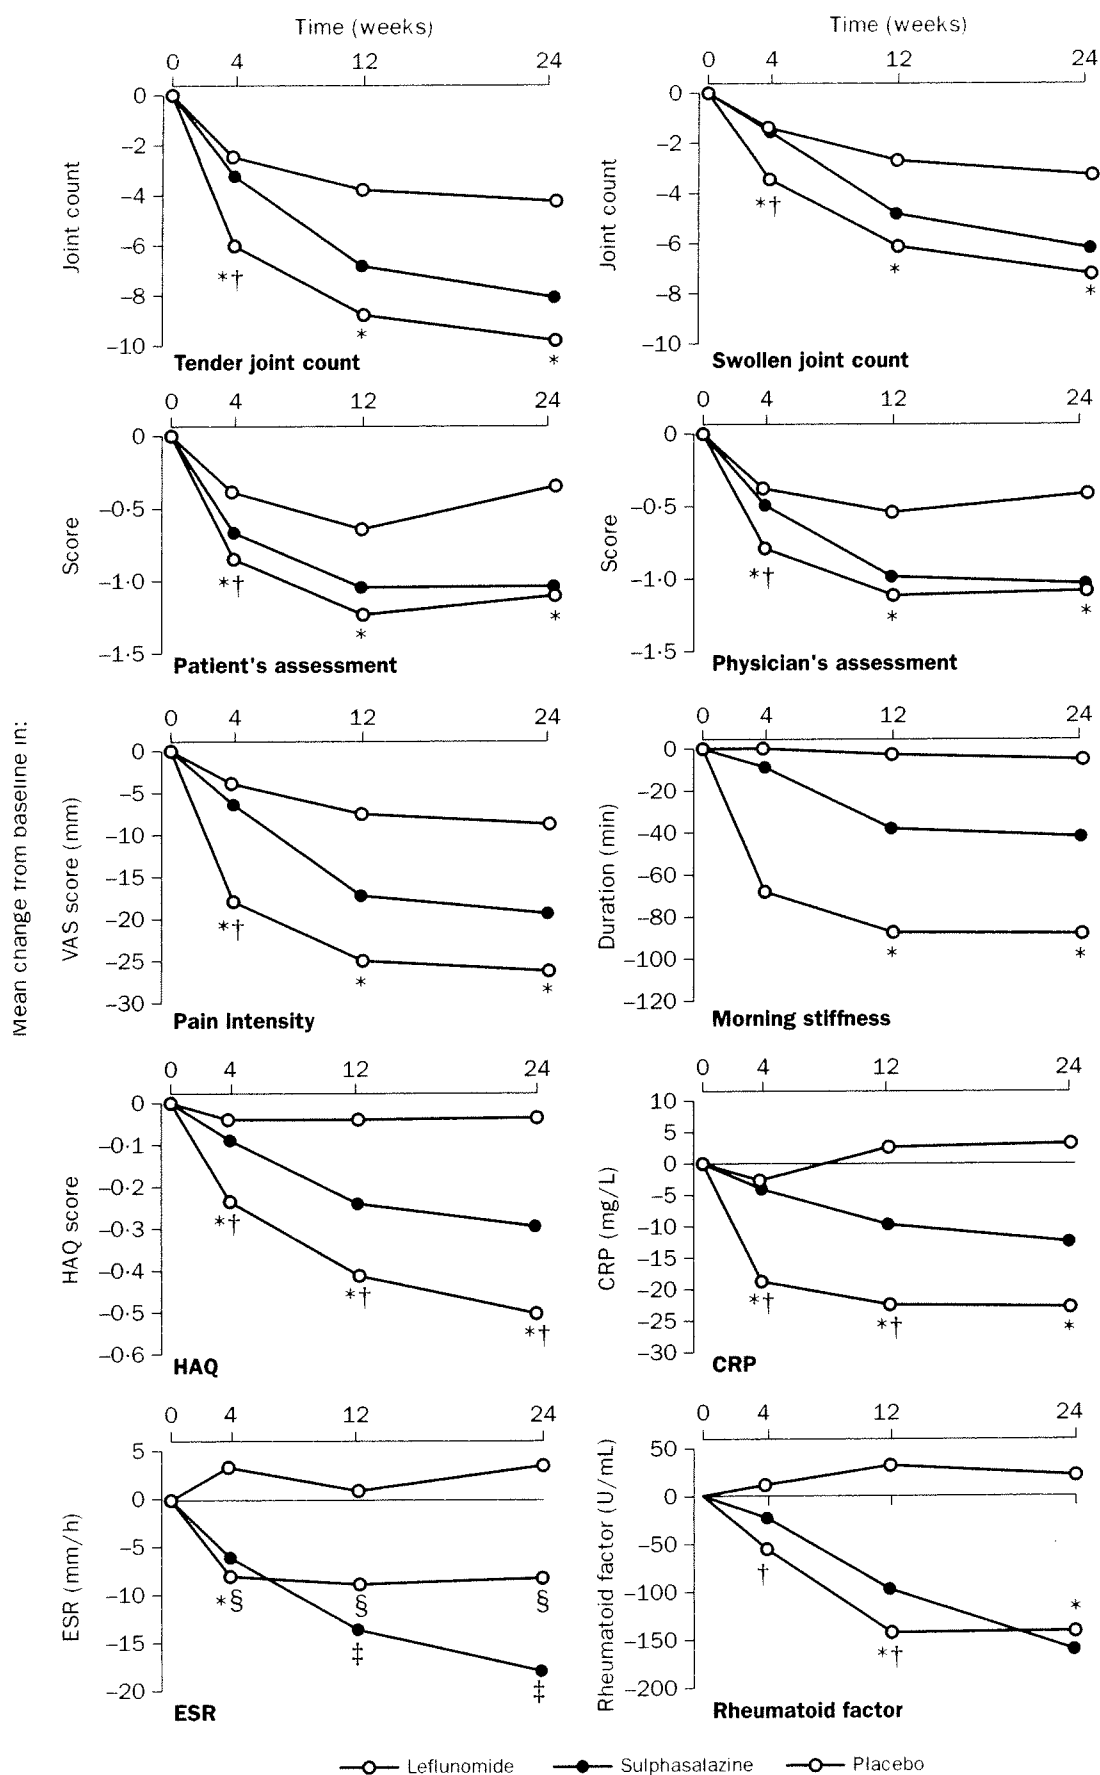 Time (weeks) Time (weeks)
0 4 12 24 0 4 12 24
Joint count 0 –2 –4 –6 –8 –10 *† * *
Tender joint count
Joint count 0 –2 –4 –6 –8 –10 *† * *
Swollen joint count
0 4 12 24 0 4 12 24
Score 0 –0·5 –1·0 –1·5 *† * *
Patient's assessment
Score 0 –0·5 –1·0 –1·5 *† * *
Physician's assessment
Mean change from baseline in:
0 4 12 24 0 4 12 24
VAS score (mm) 0 –5 –10 –15 –20 –25 –30 *† * *
Pain Intensity
Duration (min) 0 –20 –40 –60 –80 –100 –120 * *
Morning stiffness
0 4 12 24 0 4 12 24
HAQ score 0 –0·1 –0·2 –0·3 –0·4 –0·5 –0·6 *† *† *†
HAQ
CRP (mg/L) 10 5 0 –5 –10 –15 –20 –25 –30 *† *† *
CRP
0 4 12 24 0 4 12 24
ESR (mm/h) 5 0 –5 –10 –15 –20 *§ § § ‡ ‡
ESR
Rheumatoid factor (U/mL) 50 0 –50 –100 –150 –200 † *† *
Rheumatoid factor
Leflunomide Sulphasalazine Placebo